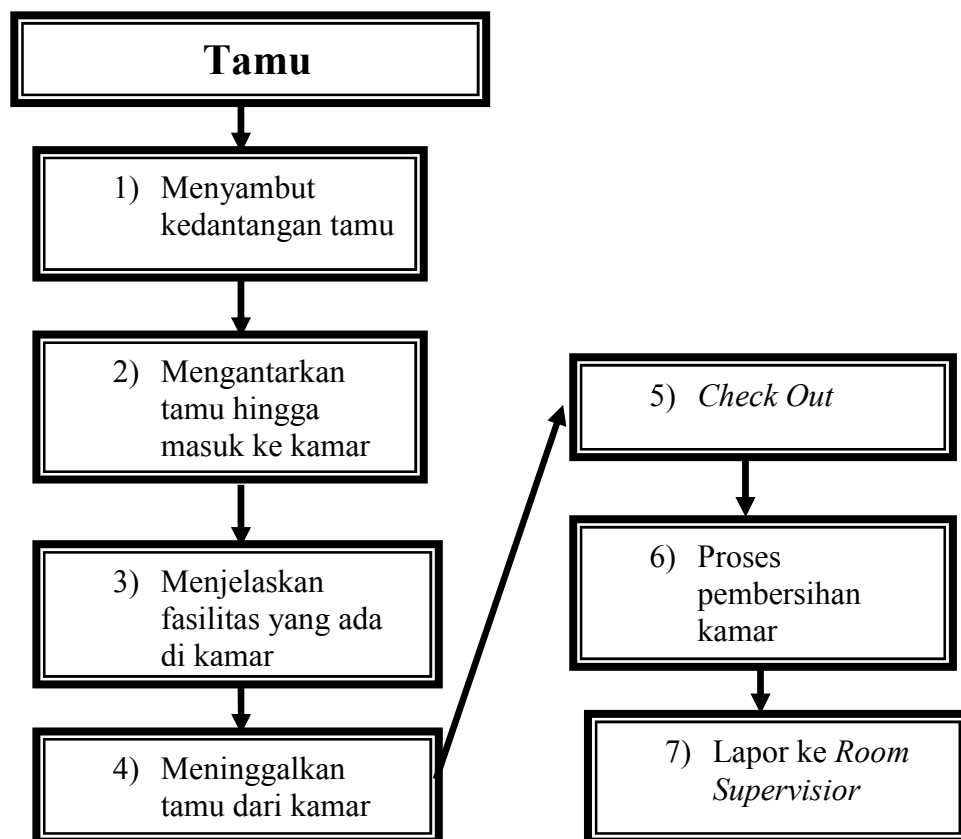 Tamu
1) Menyambut
kedantangan tamu
2) Mengantarkan
tamu hingga
masuk ke kamar
3) Menjelaskan
fasilitas yang ada
di kamar
4) Meninggalkan
tamu dari kamar
5) Check Out
6) Proses
pembersihan
kamar
7) Lapor ke Room
Supervisior